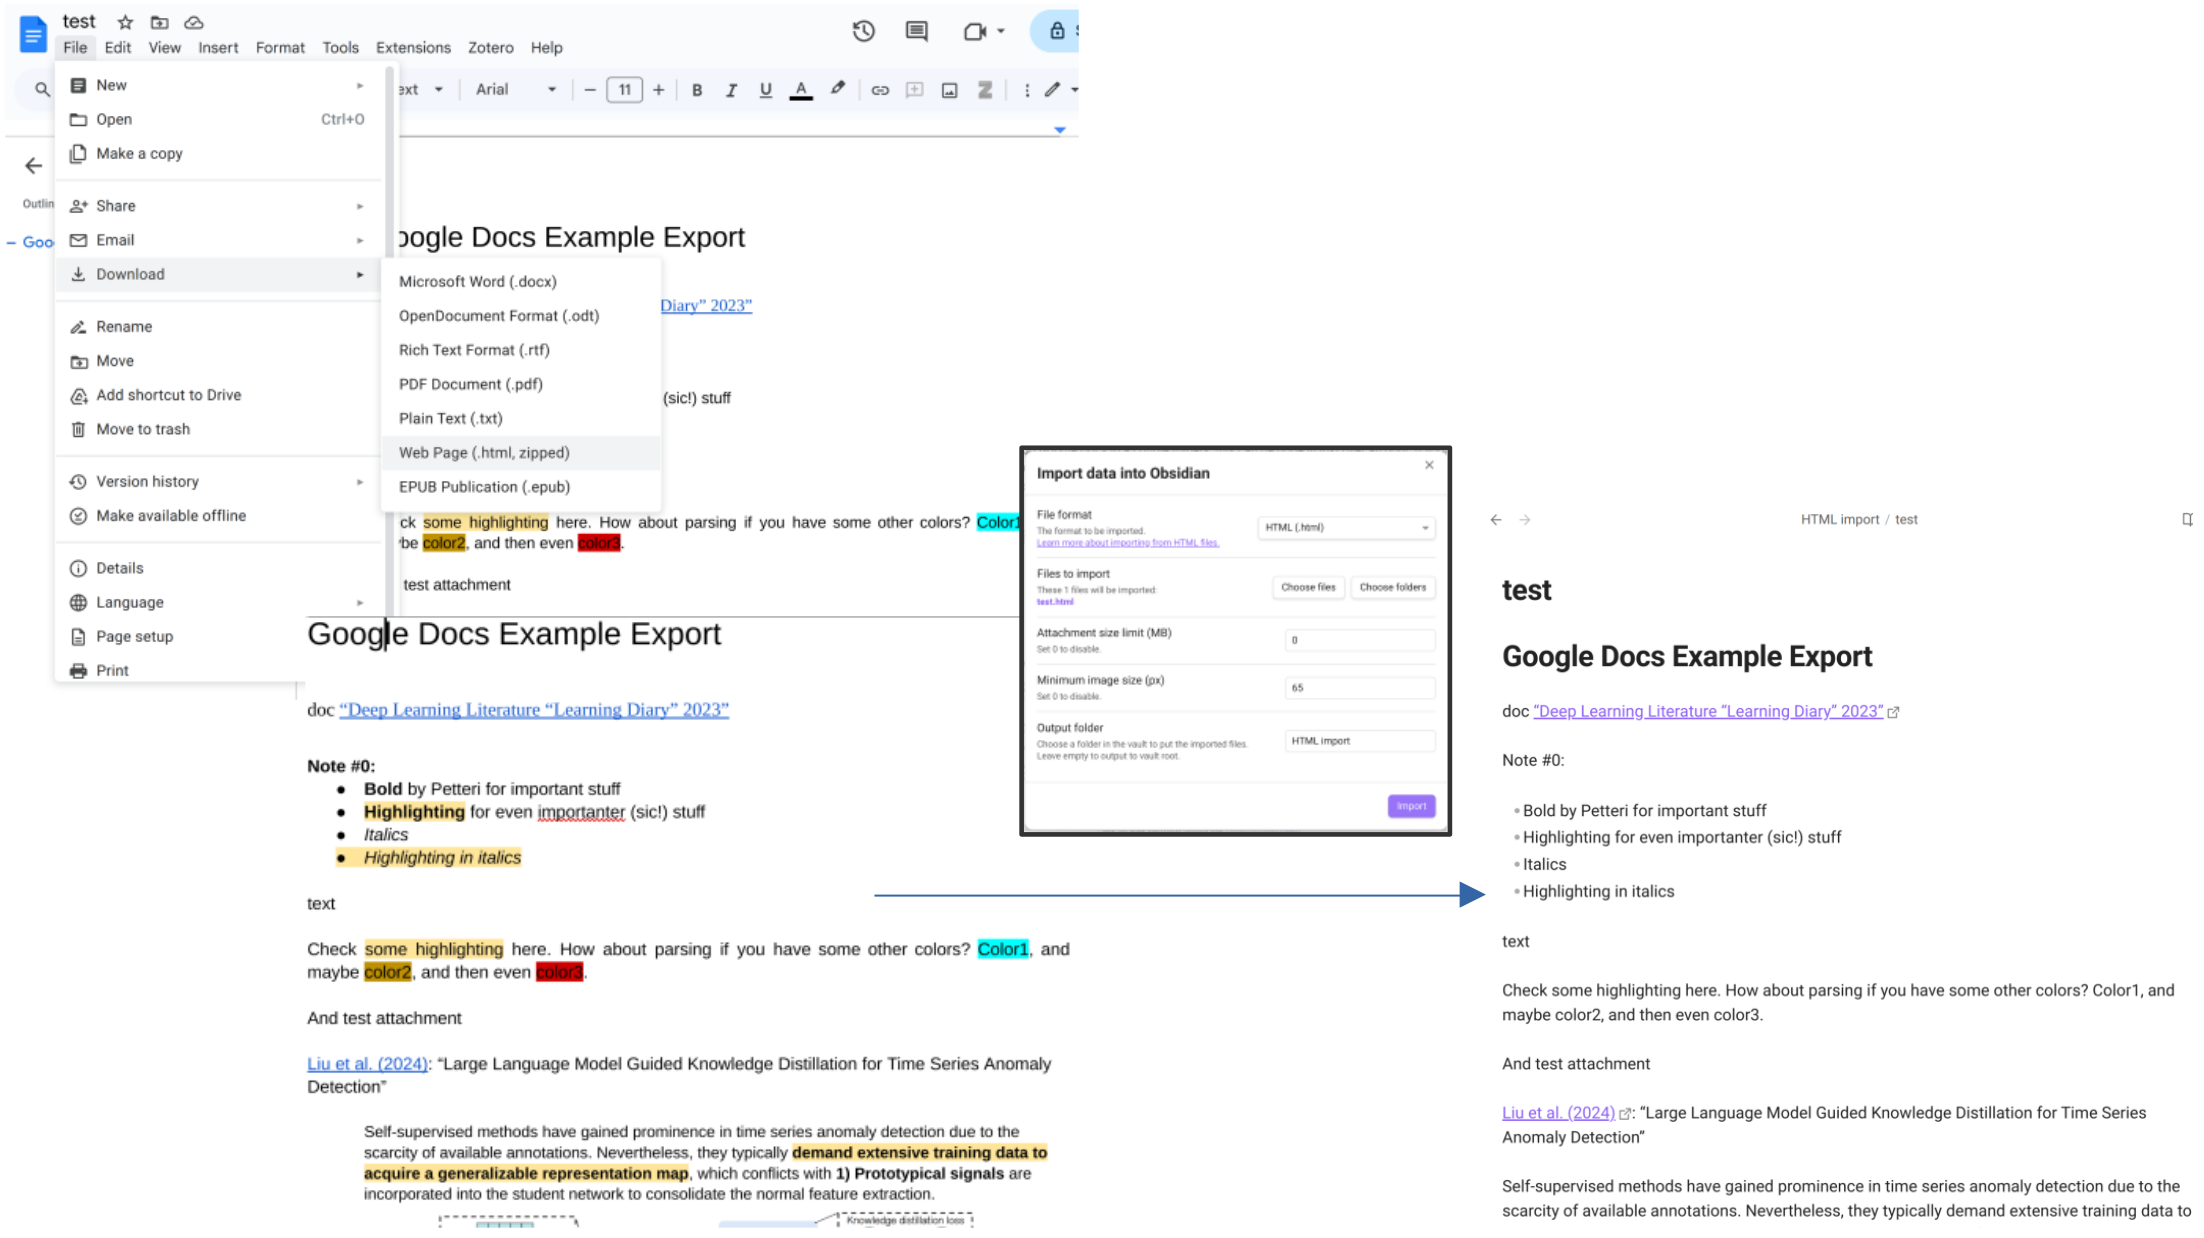 test
File Edit View Insert Format Tools Extensions Zotero Help
ext Arial 11 B I U A
New
Open Ctrl+O
Make a copy
Share
Email
Download
Rename
Move
Add shortcut to Drive
Move to trash
Version history
Make available offline
Details
Language
Page setup
Print
Outlin
Goo
Microsoft Word (.docx)
OpenDocument Format (.odt)
Rich Text Format (.rtf)
PDF Document (.pdf)
Plain Text (.txt)
Web Page (.html, zipped)
EPUB Publication (.epub)
oogle Docs Example Export
Diary” 2023”
(sic!) stuff
ck some highlighting here. How about parsing if you have some other colors? Color1
be color2, and then even color3.
test attachment
Google Docs Example Export
doc “Deep Learning Literature “Learning Diary” 2023”
Note #0:
● Bold by Petteri for important stuff
● Highlighting for even importanter (sic!) stuff
● Italics
● Highlighting in italics
text
Check some highlighting here. How about parsing if you have some other colors? Color1, and
maybe color2, and then even color3.
And test attachment
Liu et al. (2024): “Large Language Model Guided Knowledge Distillation for Time Series Anomaly
Detection”
Self-supervised methods have gained prominence in time series anomaly detection due to the
scarcity of available annotations. Nevertheless, they typically demand extensive training data to
acquire a generalizable representation map, which conflicts with 1) Prototypical signals are
incorporated into the student network to consolidate the normal feature extraction.
Knowledge distillation loss
Import data into Obsidian
File format
The format to be imported.
Learn more about importing from HTML files.
HTML (.html)
Files to import
These 1 files will be imported:
test.html
Choose files Choose folders
Attachment size limit (MB)
Set 0 to disable.
0
Minimum image size (px)
Set 0 to disable.
65
Output folder
Choose a folder in the vault to put the imported files.
Leave empty to output to vault root.
HTML import
Import
HTML import / test
test
Google Docs Example Export
doc “Deep Learning Literature “Learning Diary” 2023”
Note #0:
• Bold by Petteri for important stuff
• Highlighting for even importanter (sic!) stuff
• Italics
• Highlighting in italics
text
Check some highlighting here. How about parsing if you have some other colors? Color1, and
maybe color2, and then even color3.
And test attachment
Liu et al. (2024): “Large Language Model Guided Knowledge Distillation for Time Series
Anomaly Detection”
Self-supervised methods have gained prominence in time series anomaly detection due to the
scarcity of available annotations. Nevertheless, they typically demand extensive training data to